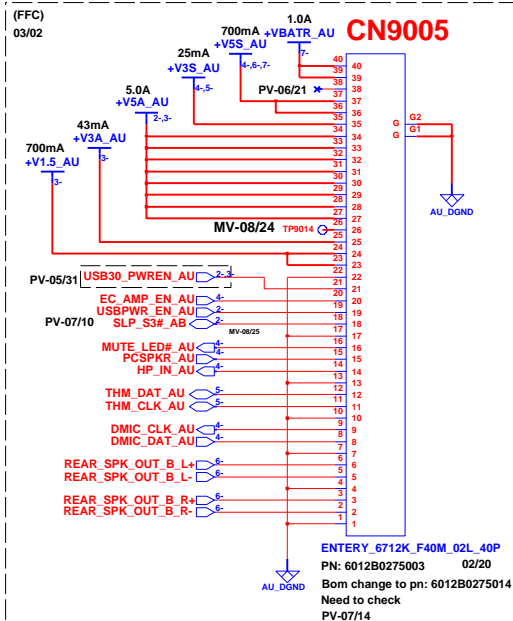 (FFC)
03/02
CN9005
1.0A
+VBATR_AU
7-
700mA
+V5S_AU
4-,6-,7-
25mA
+V3S_AU
4-,5-
5.0A
+V5A_AU
2-,3-
43mA
+V3A_AU
3-
700mA
+V1.5_AU
3-
PV-06/21
MV-08/24
TP9014
PV-05/31
USB30_PWREN_AU 2-,3-
EC_AMP_EN_AU 4-
USBPWR_EN_AU 2-
PV-07/10
SLP_S3#_AB 2-
MV-08/25
MUTE_LED#_AU 4-
PCSPKR_AU 4-
HP_IN_AU 4-
THM_DAT_AU 5-
THM_CLK_AU 5-
DMIC_CLK_AU 4-
DMIC_DAT_AU 4-
REAR_SPK_OUT_B_L+ 6-
REAR_SPK_OUT_B_L- 6-
REAR_SPK_OUT_B_R+ 6-
REAR_SPK_OUT_B_R- 6-
40 40
39 39
38 38
37 37
36 36
35 35
34 34
33 33
32 32
31 31
30 30
29 29
28 28
27 27
26 26
25 25
24 24
23 23
22 22
21 21
20 20
19 19
18 18
17 17
16 16
15 15
14 14
13 13
12 12
11 11
10 10
9 9
8 8
7 7
6 6
5 5
4 4
3 3
2 2
1 1
G G2
G G1
AU_DGND
AU_DGND
ENTERY_6712K_F40M_02L_40P
PN: 6012B0275003 02/20
Bom change to pn: 6012B0275014
Need to check
PV-07/14